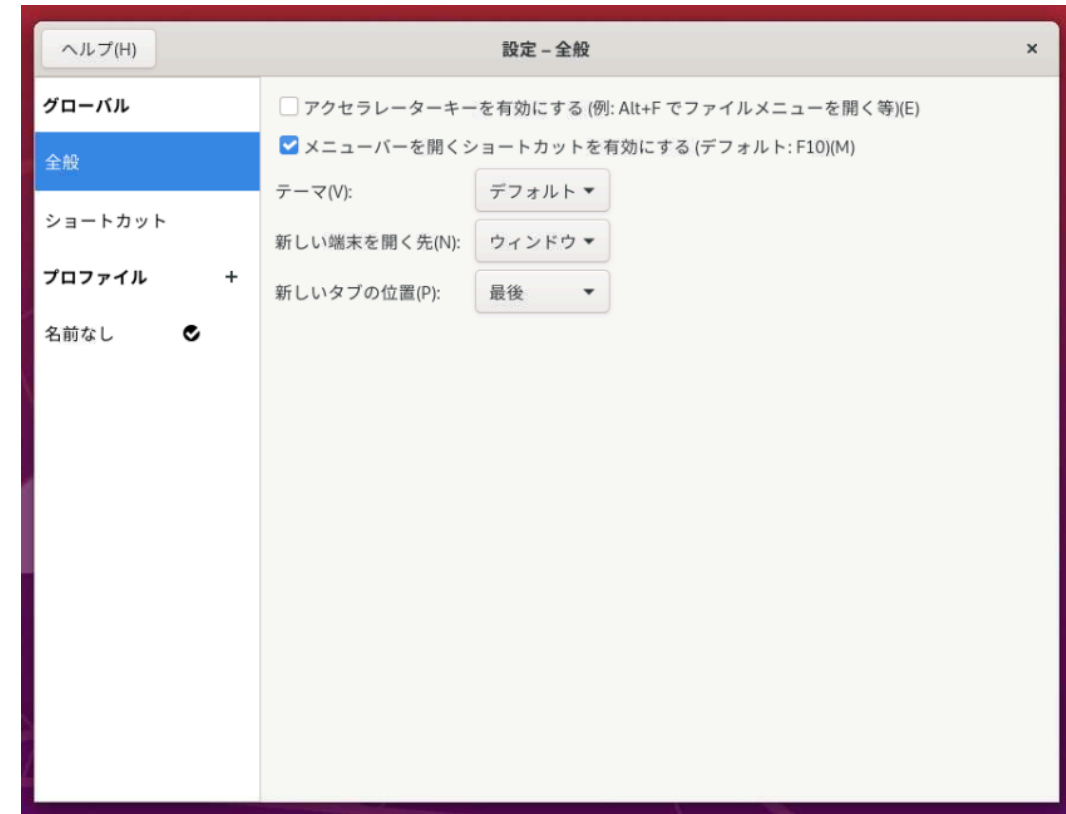 ヘルプ(H)
設定 – 全般
×
グローバル
全般
ショートカット
プロファイル +
名前なし
アクセラレーターキーを有効にする (例: Alt+F でファイルメニューを開く等)(E)
メニューバーを開くショートカットを有効にする (デフォルト: F10)(M)
テーマ(V): デフォルト
新しい端末を開く先(N): ウィンドウ
新しいタブの位置(P): 最後